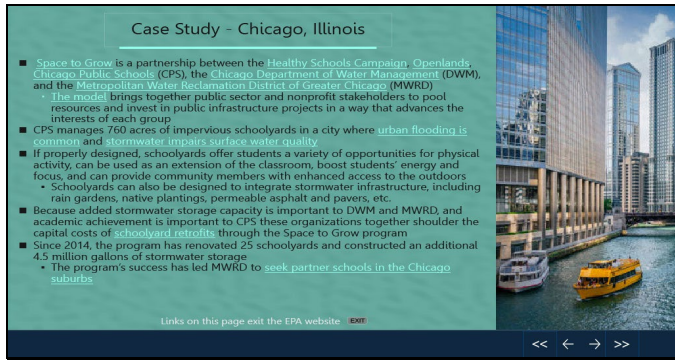 Case Study - Chicago, Illinois
■ Space to Grow is a partnership between the Healthy Schools Campaign, Openlands,
Chicago Public Schools (CPS), the Chicago Department of Water Management (DWM),
and the Metropolitan Water Reclamation District of Greater Chicago (MWRD)
• The model brings together public sector and nonprofit stakeholders to pool
resources and invest in public infrastructure projects in a way that advances the
interests of each group
■ CPS manages 760 acres of impervious schoolyards in a city where urban flooding is
common and stormwater impairs surface water quality
■ If properly designed, schoolyards offer students a variety of opportunities for physical
activity, can be used as an extension of the classroom, boost students' energy and
focus, and can provide community members with enhanced access to the outdoors
• Schoolyards can also be designed to integrate stormwater infrastructure, including
rain gardens, native plantings, permeable asphalt and pavers, etc.
■ Because added stormwater storage capacity is important to DWM and MWRD, and
academic achievement is important to CPS these organizations together shoulder the
capital costs of schoolyard retrofits through the Space to Grow program
■ Since 2014, the program has renovated 25 schoolyards and constructed an additional
4.5 million gallons of stormwater storage
• The program's success has led MWRD to seek partner schools in the Chicago
suburbs
Links on this page exit the EPA website EXIT
<< ← → >>